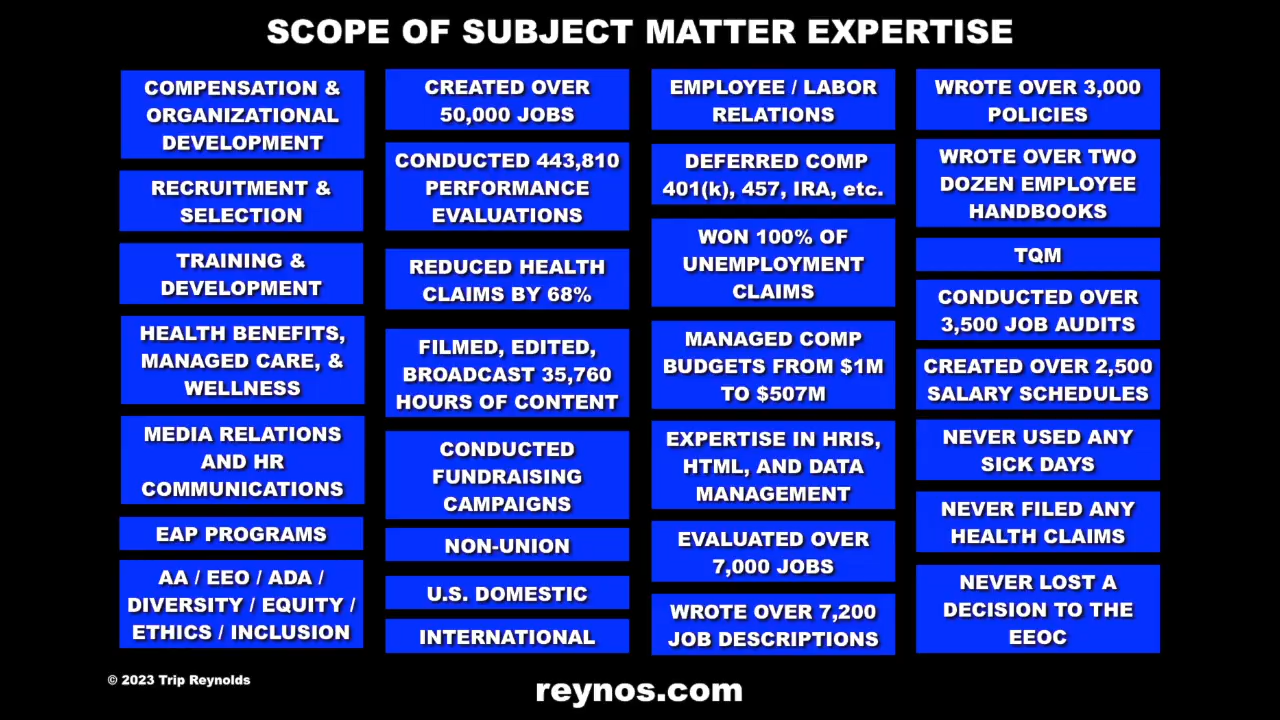 SCOPE OF SUBJECT MATTER EXPERTISE
COMPENSATION &
ORGANIZATIONAL
DEVELOPMENT
RECRUITMENT &
SELECTION
TRAINING &
DEVELOPMENT
HEALTH BENEFITS,
MANAGED CARE, &
WELLNESS
MEDIA RELATIONS
AND HR
COMMUNICATIONS
EAP PROGRAMS
AA / EEO / ADA /
DIVERSITY / EQUITY /
ETHICS / INCLUSION
CREATED OVER
50,000 JOBS
CONDUCTED 443,810
PERFORMANCE
EVALUATIONS
REDUCED HEALTH
CLAIMS BY 68%
FILMED, EDITED,
BROADCAST 35,760
HOURS OF CONTENT
CONDUCTED
FUNDRAISING
CAMPAIGNS
NON-UNION
U.S. DOMESTIC
INTERNATIONAL
EMPLOYEE / LABOR
RELATIONS
DEFERRED COMP
401(k), 457, IRA, etc.
WON 100% OF
UNEMPLOYMENT
CLAIMS
MANAGED COMP
BUDGETS FROM $1M
TO $507M
EXPERTISE IN HRIS,
HTML, AND DATA
MANAGEMENT
EVALUATED OVER
7,000 JOBS
WROTE OVER 7,200
JOB DESCRIPTIONS
WROTE OVER 3,000
POLICIES
WROTE OVER TWO
DOZEN EMPLOYEE
HANDBOOKS
TQM
CONDUCTED OVER
3,500 JOB AUDITS
CREATED OVER 2,500
SALARY SCHEDULES
NEVER USED ANY
SICK DAYS
NEVER FILED ANY
HEALTH CLAIMS
NEVER LOST A
DECISION TO THE
EEOC
© 2023 Trip Reynolds
reynos.com